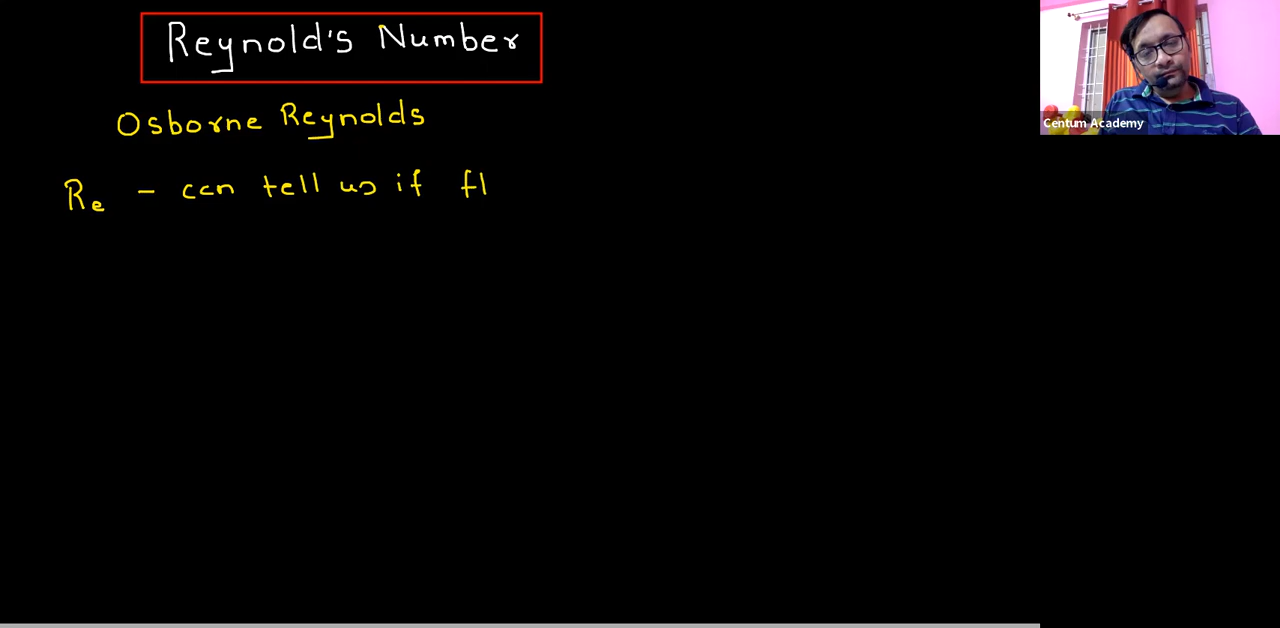 Reynold's Number
Osborne Reynolds
Re - can tell us if fl
Centum Academy